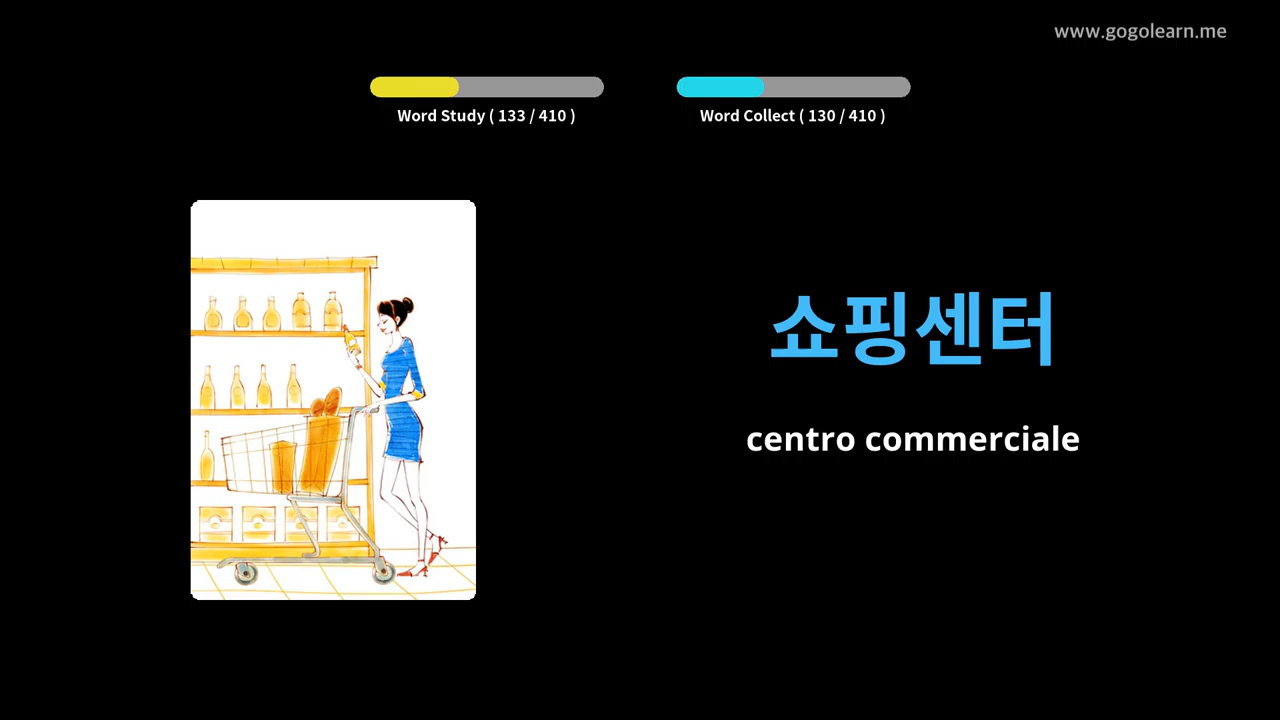 www.gogolearn.me
Word Study ( 133 / 410 )
Word Collect ( 130 / 410 )
쇼핑센터
centro commerciale